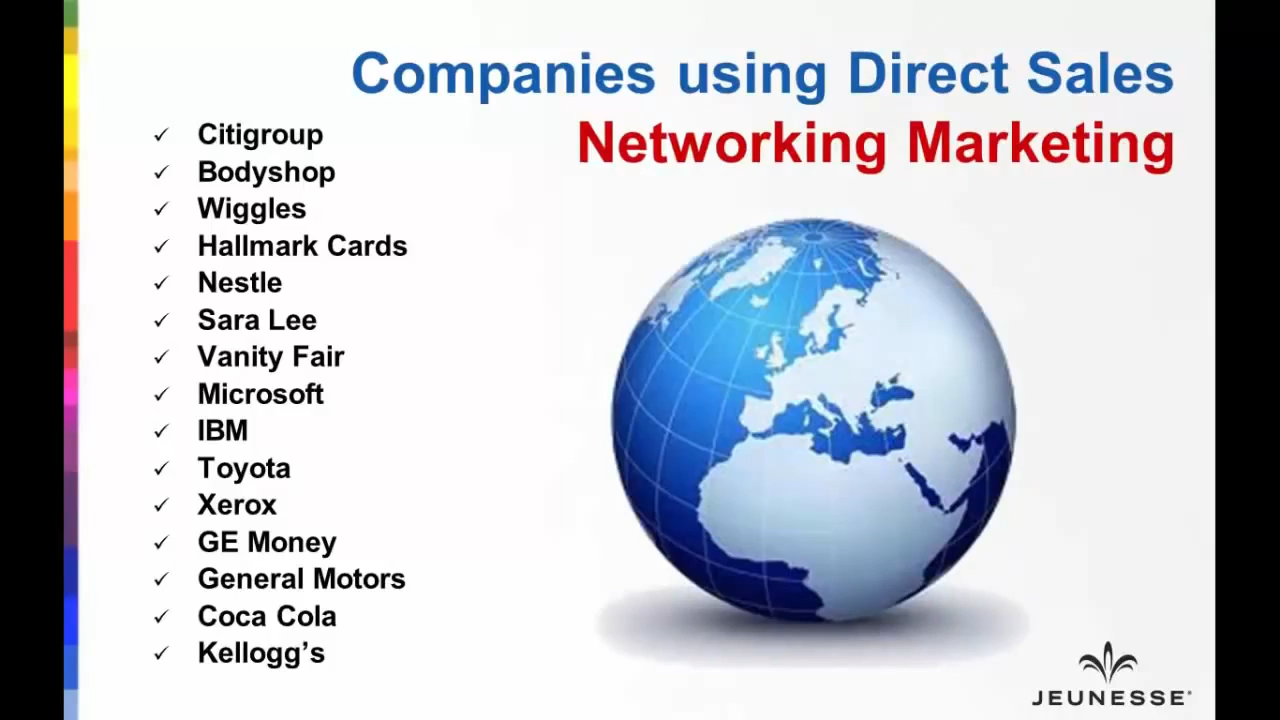 Companies using Direct Sales
Networking Marketing
Citigroup
Bodyshop
Wiggles
Hallmark Cards
Nestle
Sara Lee
Vanity Fair
Microsoft
IBM
Toyota
Xerox
GE Money
General Motors
Coca Cola
Kellogg’s
JEUNESSE